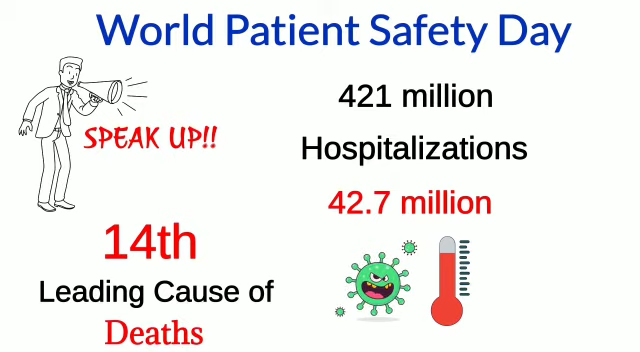 World Patient Safety Day
SPEAK UP!!
421 million
Hospitalizations
42.7 million
14th
Leading Cause of
Deaths